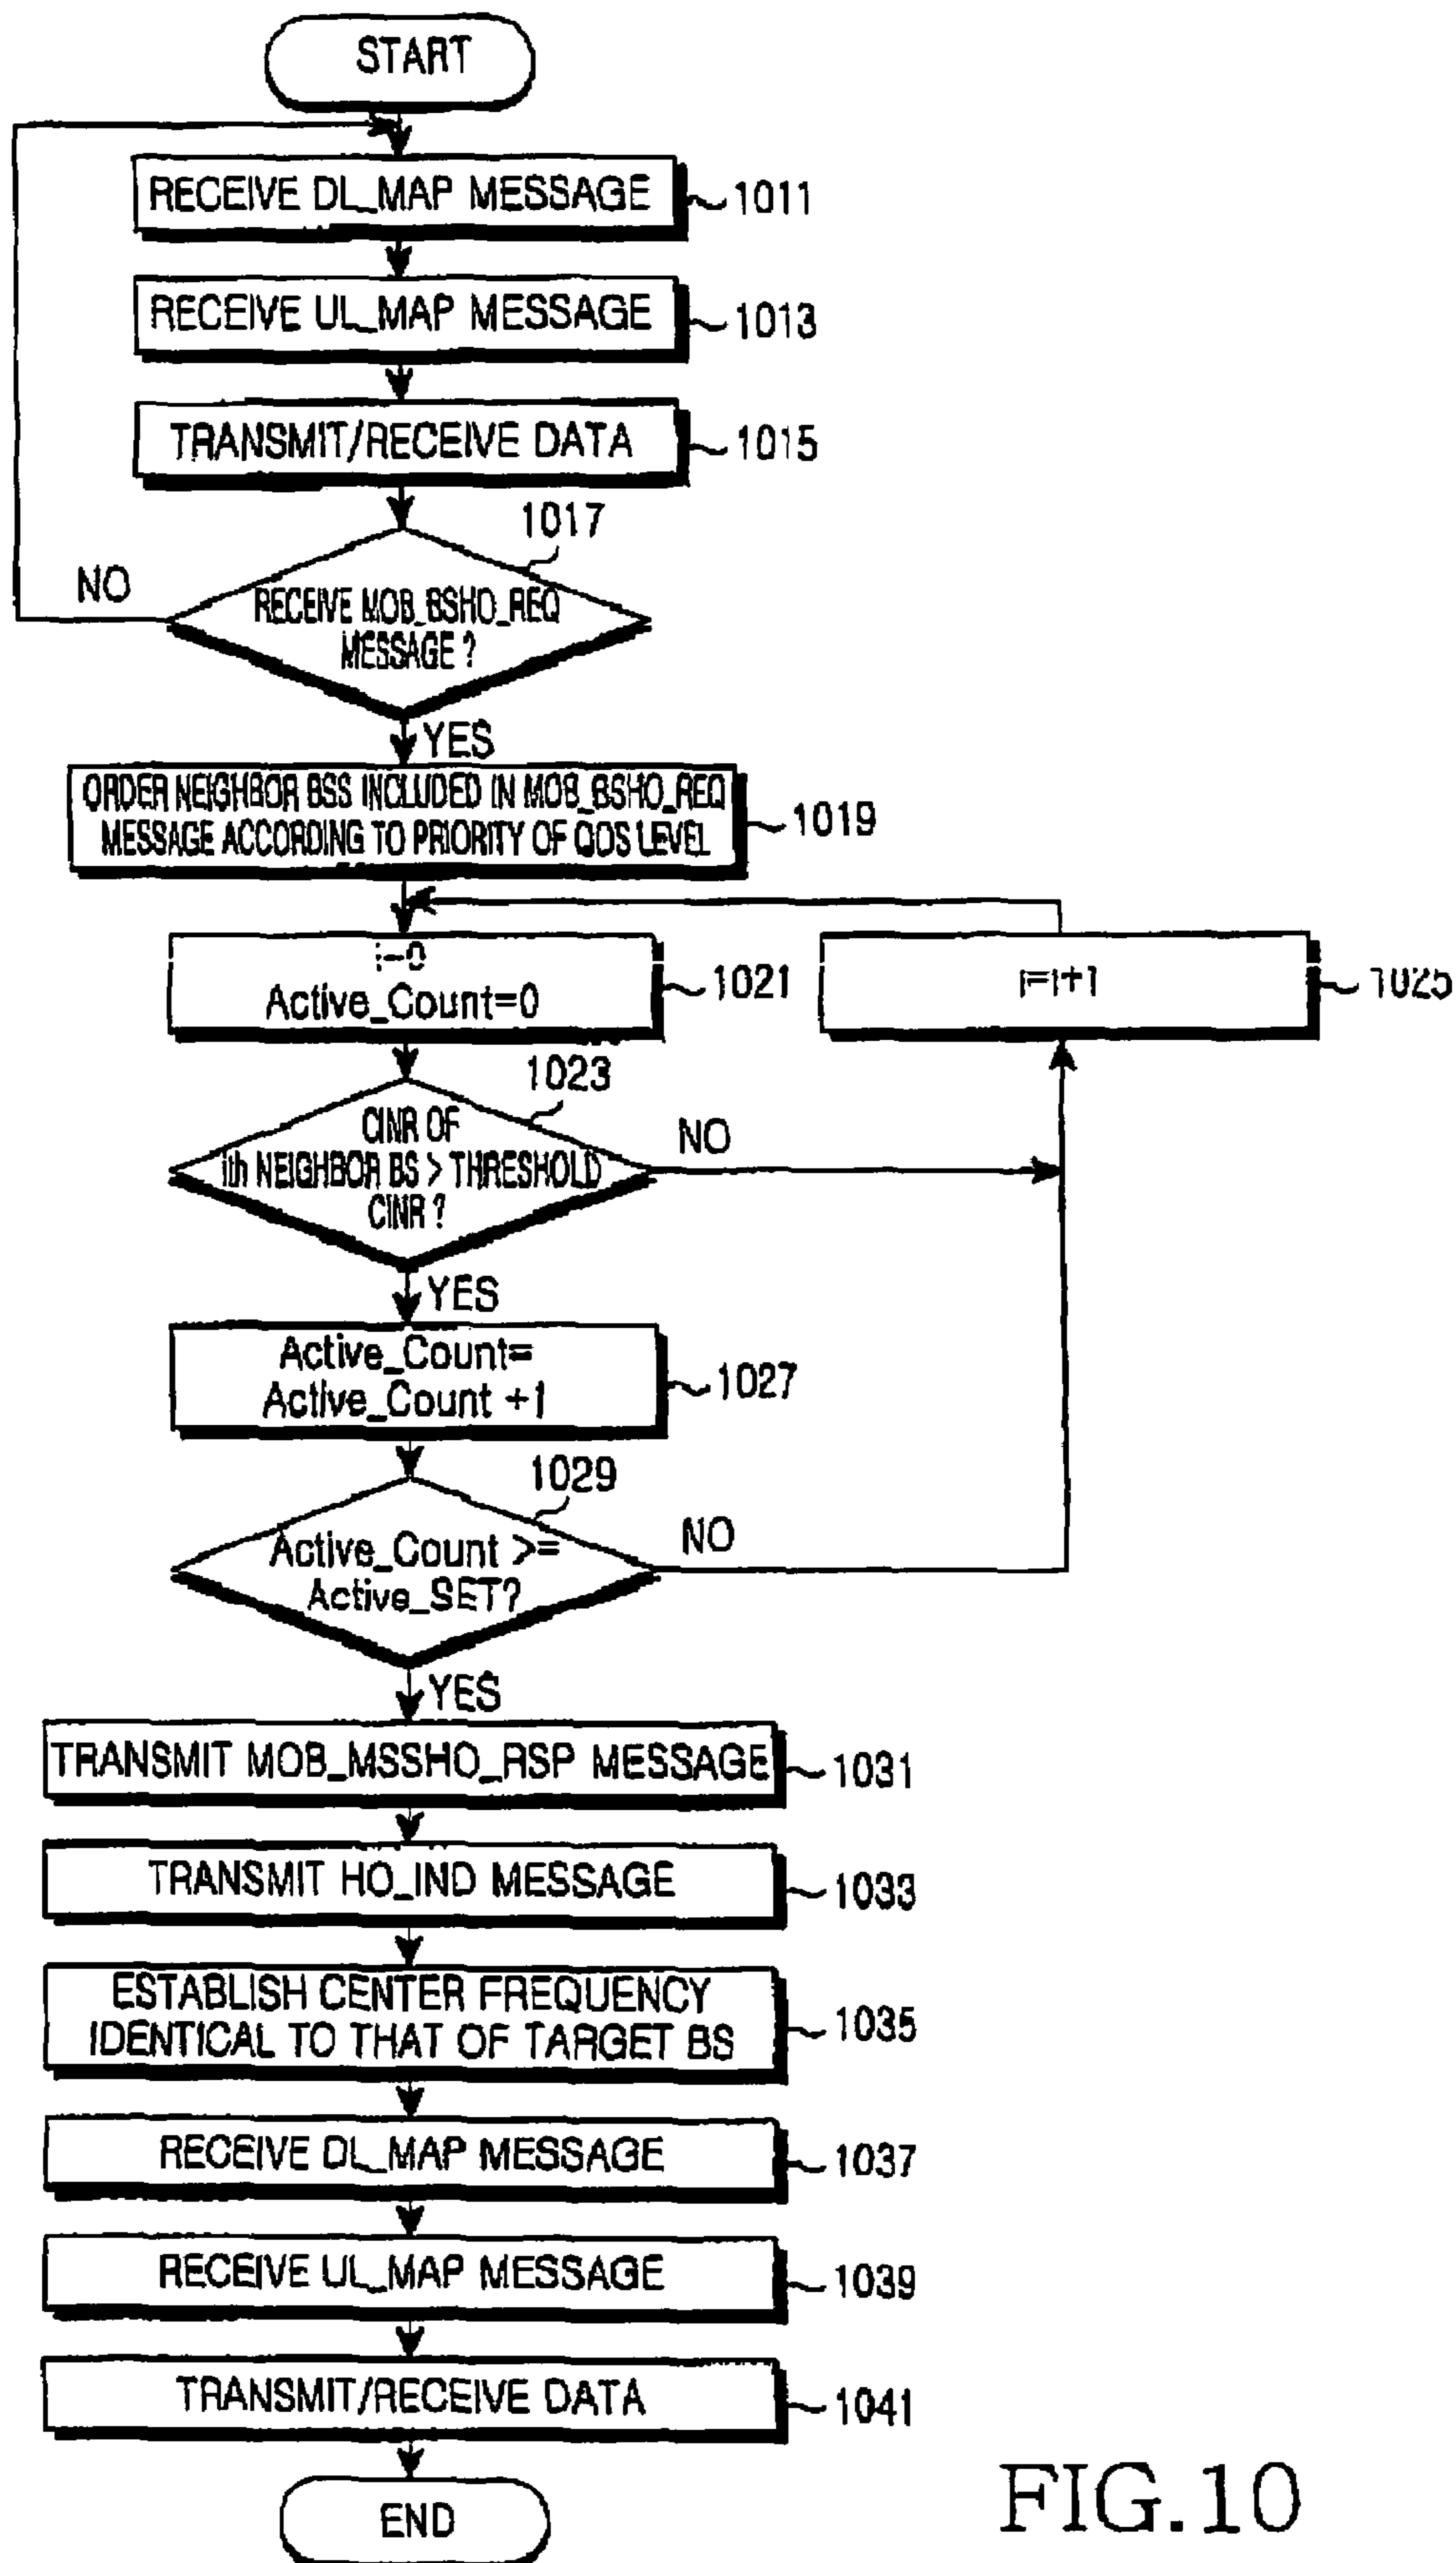 START
RECEIVE DL_MAP MESSAGE
1011
RECEIVE UL_MAP MESSAGE
1013
TRANSMIT/RECEIVE DATA
1015
1017
NO
RECEIVE MOB_BSHO_REQ
MESSAGE ?
YES
ORDER NEIGHBOR BSS INCLUDED IN MOB_BSHO_REQ
MESSAGE ACCORDING TO PRIORITY OF QOS LEVEL
1019
i=0
Active_Count=0
1021
i=i+1
1025
1023
CINR OF
ith NEIGHBOR BS > THRESHOLD
CINR ?
NO
YES
Active_Count=
Active_Count +1
1027
1029
Active_Count >=
Active_SET?
NO
YES
TRANSMIT MOB_MSSHO_RSP MESSAGE
1031
TRANSMIT HO_IND MESSAGE
1033
ESTABLISH CENTER FREQUENCY
IDENTICAL TO THAT OF TARGET BS
1035
RECEIVE DL_MAP MESSAGE
1037
RECEIVE UL_MAP MESSAGE
1039
TRANSMIT/RECEIVE DATA
1041
END
FIG.10